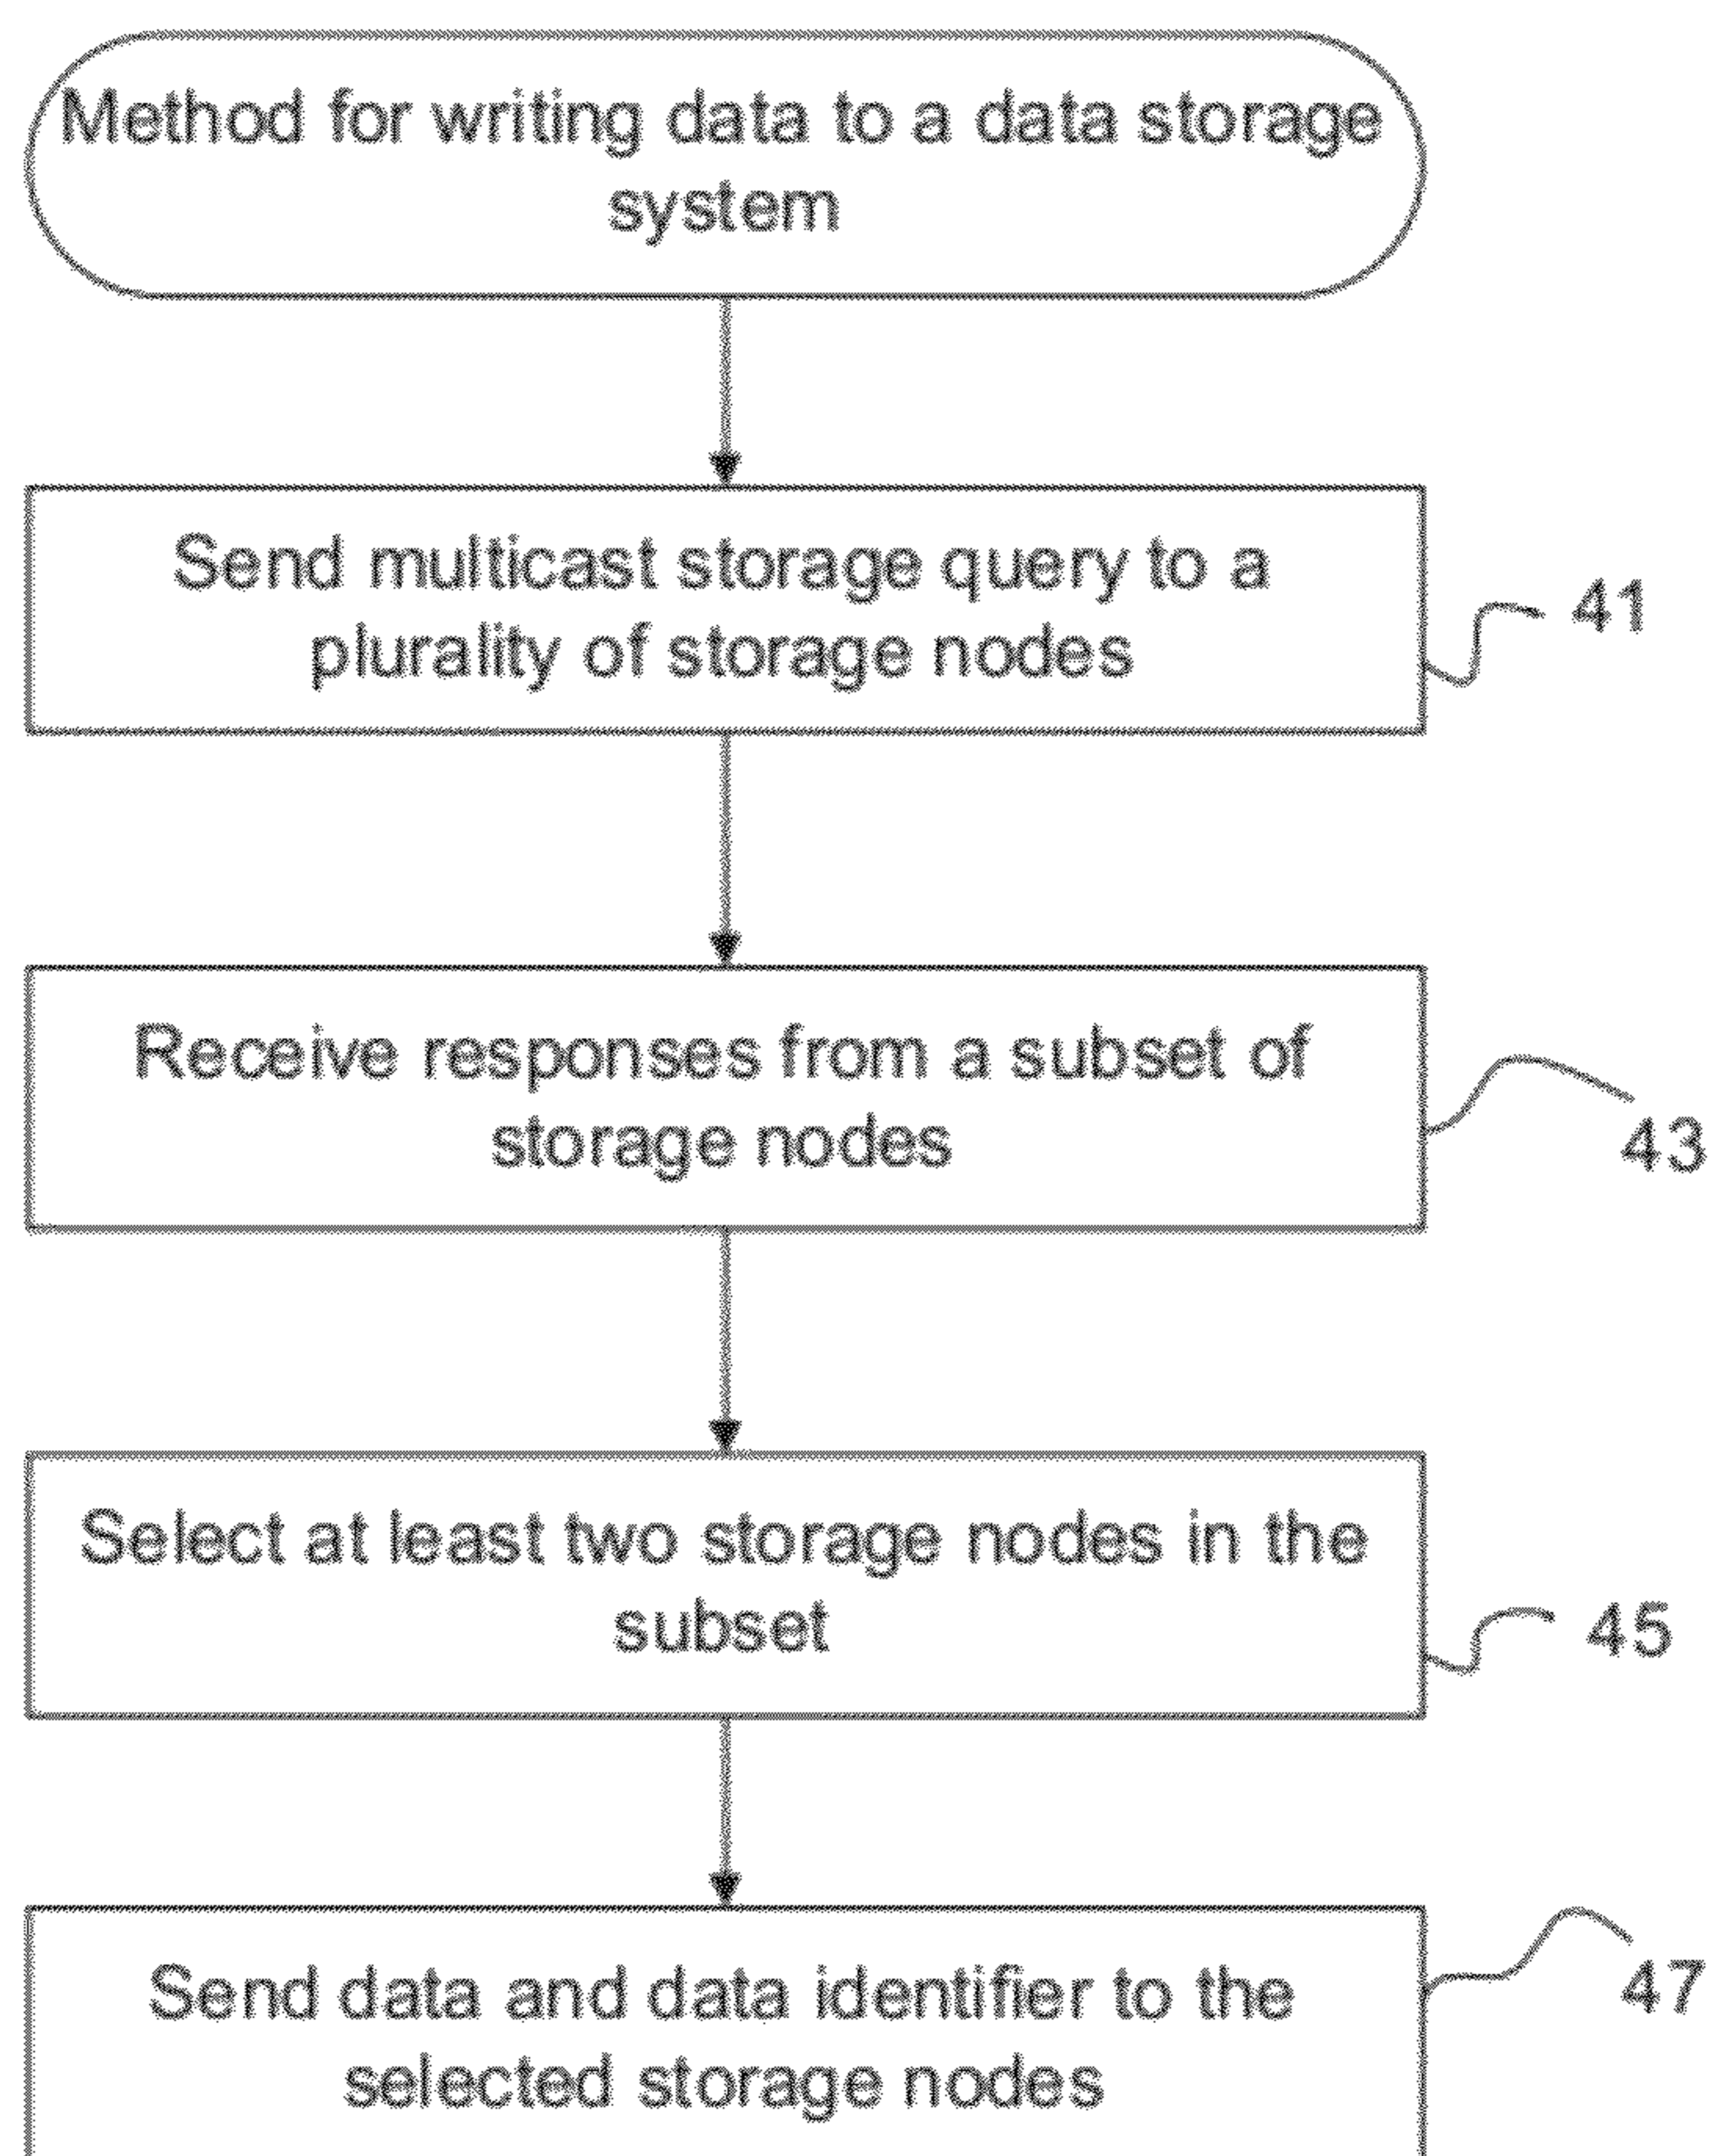 Method for writing data to a data storage
system
Send multicast storage query to a
plurality of storage nodes
41
Receive responses from a subset of
storage nodes
43
Select at least two storage nodes in the
subset
45
Send data and data identifier to the
selected storage nodes
47